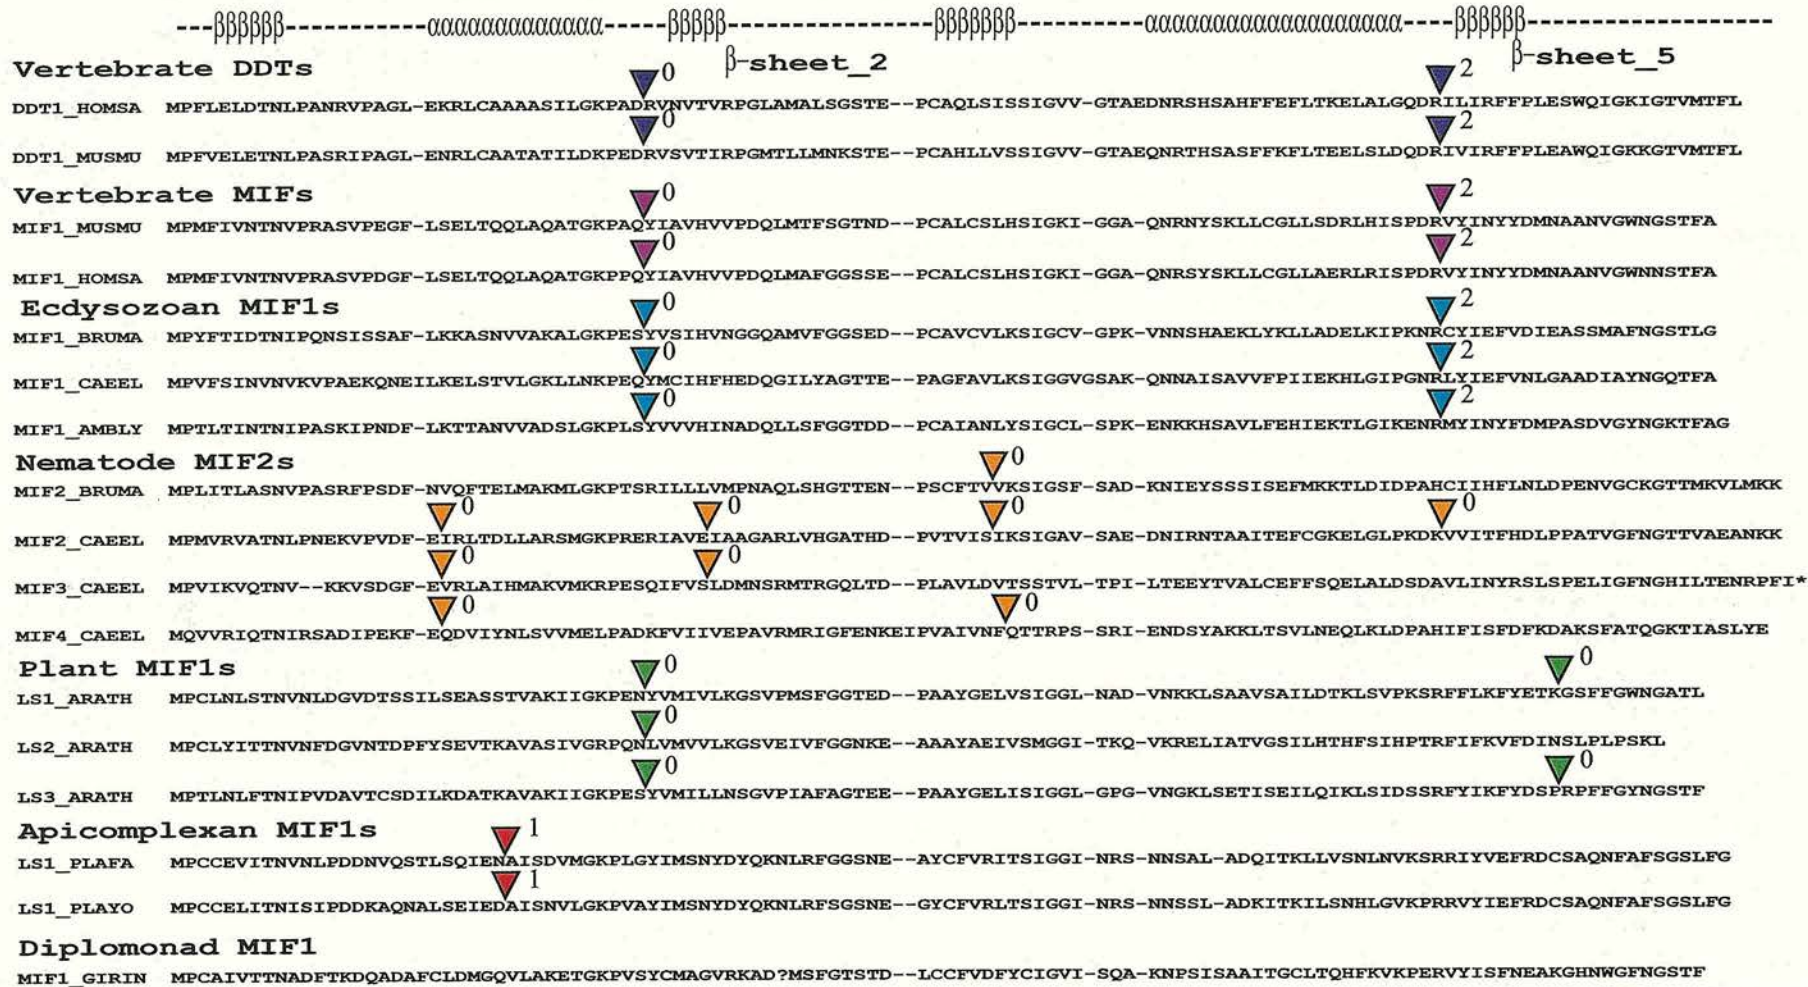 ---ββββββ------------ααααααααααααα-----βββββ---------------βββββββ----------ααααααααααααααααααα----ββββββ------------------
β-sheet_2 β-sheet_5
Vertebrate DDTs
0 2
DDT1_HOMSA MPFLELDTNLPANRVPAGL-EKRLCAAAASILGKPADRVNVTVRPGLAMALSGSTE--PCAQLSISSIGVV-GTAEDNRSHSAHFFEFLTKELALGQDRILIRFFPLESWQIGKIGTVMTFL
0 2
DDT1_MUSMU MPFVELETNLPASRIPAGL-ENRLCAATATILDKPEDRVSVTIRPGMTLLMNKSTE--PCAHLLVSSIGVV-GTAEQNRTHSASFFKFLTEELSLDQDRIVIRFFPLEAWQIGKKGTVMTFL
Vertebrate MIFs
0 2
MIF1_MUSMU MPMFIVNTNVPRASVPEGF-LSELTQQLAQATGKPAQYIAVHVVPDQLMTFSGTND--PCALCSLHSIGKI-GGA-QNRNYSKLLCGLLSDRLHISPDRVYINYYDMNAANVGWNGSTFA
0 2
MIF1_HOMSA MPMFIVNTNVPRASVPDGF-LSELTQQLAQATGKPPQYIAVHVVPDQLMAFGGSSE--PCALCSLHSIGKI-GGA-QNRSYSKLLCGLLAERLRISPDRVYINYYDMNAANVGWNNSTFA
Ecdysozoan MIF1s
0 2
MIF1_BRUMA MPYFTIDTNIPQNSISSAF-LKKASNVVAKALGKPESYVSIHVNGGQAMVFGGSED--PCAVCVLKSIGCV-GPK-VNNSHAEKLYKLLADELKIPKNRCYIEFVDIEASSMAFNGSTLG
0 2
MIF1_CAEEL MPVFSINVNVKVPAEKQNEILKELSTVLGKLLNKPEQYMCIHFHEDQGILYAGTTE--PAGFAVLKSIGGVGSAK-QNNAISAVVFPIIEKHLGIPGNRLYIEFVNLGAADIAYNGQTFA
0 2
MIF1_AMBLY MPTLTINTNIPASKIPNDF-LKTTANVVADSLGKPLSYVVVHINADQLLSFGGTDD--PCAIANLYSIGCL-SPK-ENKKHSAVLFEHIEKTLGIKENRMYINYFDMPASDVGYNGKTFAG
Nematode MIF2s
0
MIF2_BRUMA MPLITLASNVPASRFPSDF-NVQFTELMAKMLGKPTSRILLLVMPNAQLSHGTTEN--PSCFTVVKSIGSF-SAD-KNIEYSSSISEFMKKTLDIDPAHCIIHFLNLDPENVGCKGTTMKVLMKK
0 0 0 0
MIF2_CAEEL MPMVRVATNLPNEKVPVDF-EIRLTDLLARSMGKPRERIAVEIAAGARLVHGATHD--PVTVISIKSIGAV-SAE-DNIRNTAAITEFCGKELGLPKDKVVITFHDLPPATVGFNGTTVAEANKK
0 0
MIF3_CAEEL MPVIKVQTNV--KKVSDGF-EVRLAIHMAKVMKRPESQIFVSLDMNSRMTRGQLTD--PLAVLDVTSSTVL-TPI-LTEEYTVALCEFFSQELALDSDAVLINYRSLSPELIGFNGHILTENRPFI*
0 0
MIF4_CAEEL MQVVRIQTNIRSADIPEKF-EQDVIYNLSVVMELPADKFVIIVEPAVRMRIGFENKEIPVAIVNFQTTRPS-SRI-ENDSYAKKLTSVLNEQLKLDPAHIFISFDFKDAKSFATQGKTIASLYE
Plant MIF1s
0 0
LS1_ARATH MPCLNLSTNVNLDGVDTSSILSEASSTVAKIIGKPENYVMIVLKGSVPMSFGGTED--PAAYGELVSIGGL-NAD-VNKKLSAAVSAILDTKLSVPKSRFFLKFYETKGSFFGWNGATL
0
LS2_ARATH MPCLYITTNVNFDGVNTDPFYSEVTKAVASIVGRPQNLVMVVLKGSVEIVFGGNKE--AAAYAEIVSMGGI-TKQ-VKRELIATVGSILHTHFSIHPTRFIFKVFDINSLPLPSKL
0 0
LS3_ARATH MPTLNLFTNIPVDAVTCSDILKDATKAVAKIIGKPESYVMILLNSGVPIAFAGTEE--PAAYGELISIGGL-GPG-VNGKLSETISEILQIKLSIDSSRFYIKFYDSPRPFFGYNGSTF
Apicomplexan MIF1s
1
LS1_PLAFA MPCCEVITNVNLPDDNVQSTLSQIENAISDVMGKPLGYIMSNYDYQKNLRFGGSNE--AYCFVRITSIGGI-NRS-NNSAL-ADQITKLLVSNLNVKSRRIYVEFRDCSAQNFAFSGSLFG
1
LS1_PLAYO MPCCELITNISIPDDKAQNALSEIEDAISNVLGKPVAYIMSNYDYQKNLRFSGSNE--GYCFVRLTSIGGI-NRS-NNSSL-ADKITKILSNHLGVKPRRVYIEFRDCSAQNFAFSGSLFG
Diplomonad MIF1
MIF1_GIRIN MPCAIVTTNADFTKDQADAFCLDMGQVLAKETGKPVSYCMAGVRKAD?MSFGTSTD--LCCFVDFYCIGVI-SQA-KNPSISAAITGCLTQHFKVKPERVYISFNEAKGHNWGFNGSTF